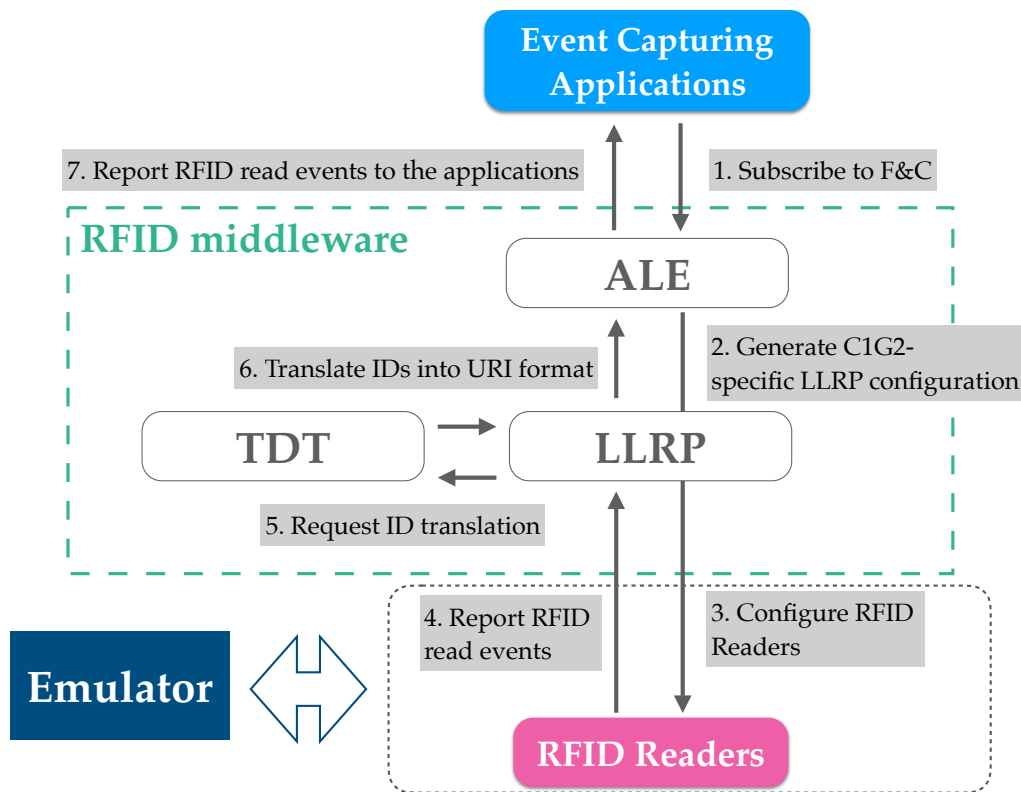 Event Capturing
Applications
7. Report RFID read events to the applications
1. Subscribe to F&C
RFID middleware
ALE
6. Translate IDs into URI format
2. Generate C1G2-
specific LLRP configuration
TDT
LLRP
5. Request ID translation
4. Report RFID
read events
3. Configure RFID
Readers
Emulator
RFID Readers